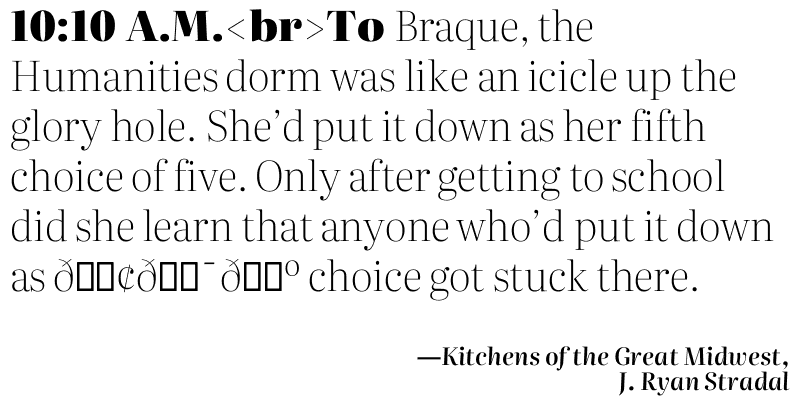 10:10 A.M.<br>To Braque, the
Humanities dorm was like an icicle up the
glory hole. She’d put it down as her fifth
choice of five. Only after getting to school
did she learn that anyone who’d put it down
as ð□□¢ð□□¯ð□□º choice got stuck there.
—Kitchens of the Great Midwest,
J. Ryan Stradal